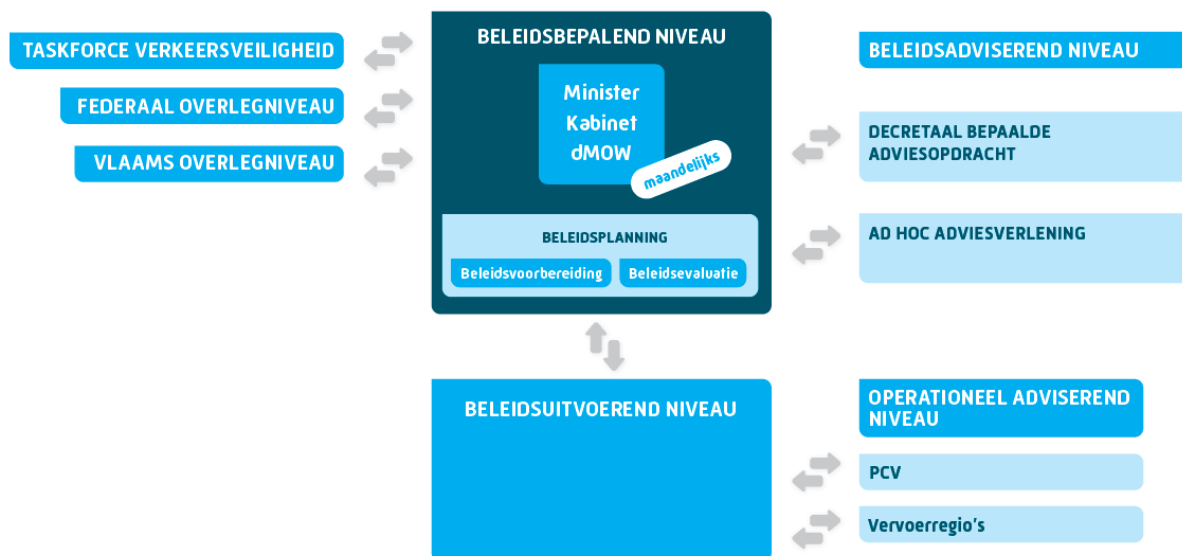 TASKFORCE VERKEERSVEILIGHEID
FEDERAAL OVERLEGNIVEAU
VLAAMS OVERLEGNIVEAU
BELEIDSBEPALEND NIVEAU
Minister
Kabinet
dMOW
maandelijks
BELEIDSPLANNING
Beleidsvoorbereiding
Beleidsevaluatie
BELEIDSADVISEREND NIVEAU
DECRETAAL BEPAALDE
ADVIESOPDRACHT
AD HOC ADVIESVERLENING
BELEIDSUITVOEREND NIVEAU
OPERATIONEEL ADVISEREND
NIVEAU
PCV
Vervoerregio's